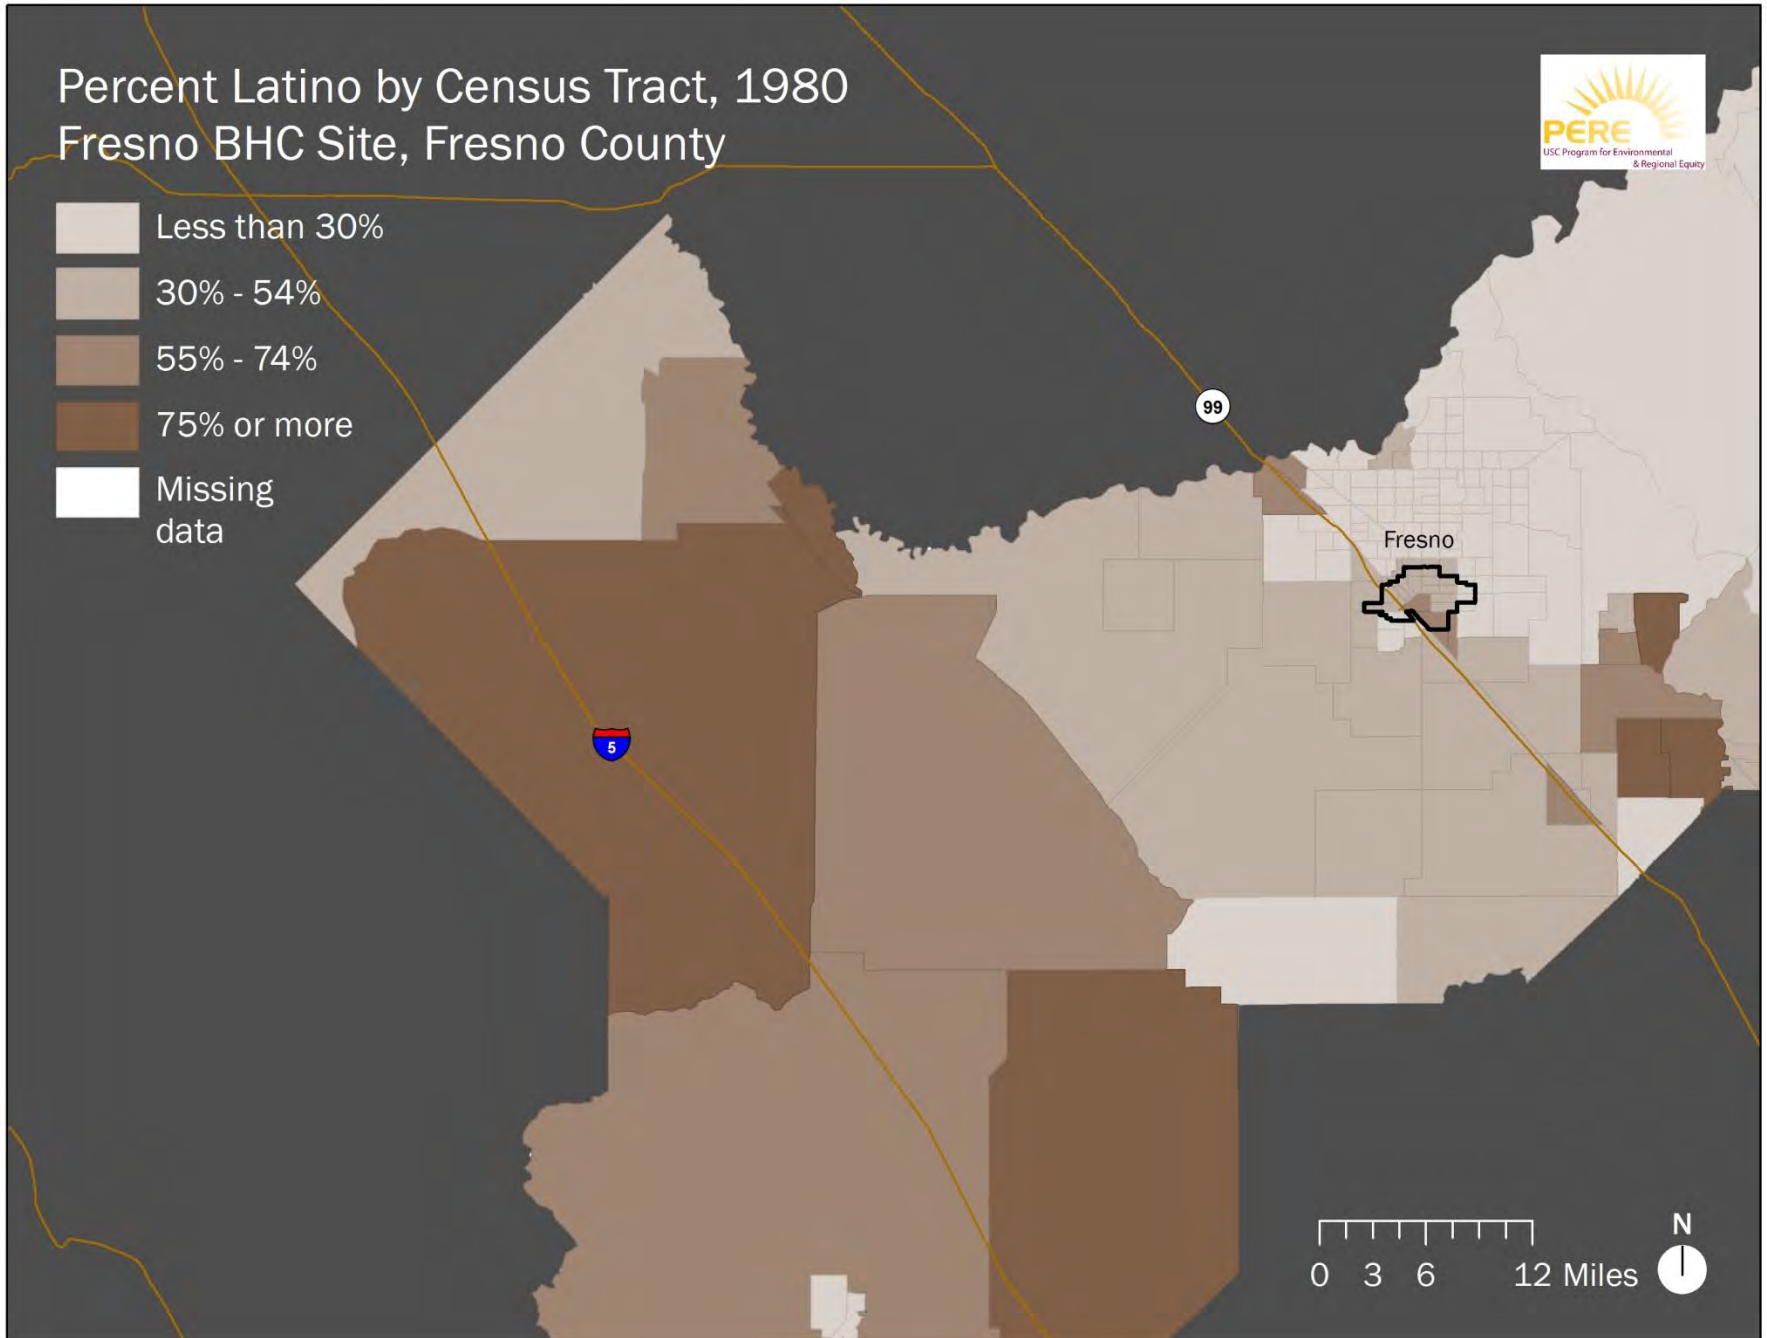 Percent Latino by Census Tract, 1980
Fresno BHC Site, Fresno County
PERE
USC Program for Environmental
& Regional Equity
Less than 30%
30% - 54%
55% - 74%
75% or more
Missing
data
99
Fresno
5
N
0 3 6 12 Miles